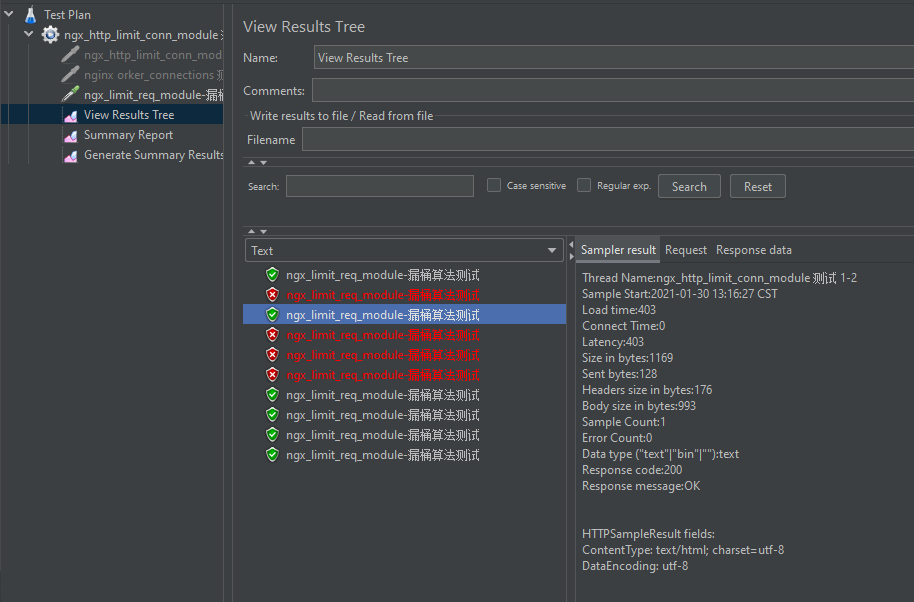 Test Plan
ngx_http_limit_conn_module
ngx_http_limit_conn_mod
nginx orker_connections 测
ngx_limit_req_module-漏桶
View Results Tree
Summary Report
Generate Summary Results
View Results Tree
Name: View Results Tree
Comments:
Write results to file / Read from file
Filename
Search: Case sensitive Regular exp. Search Reset
Text
ngx_limit_req_module-漏桶算法测试
ngx_limit_req_module-漏桶算法测试
ngx_limit_req_module-漏桶算法测试
ngx_limit_req_module-漏桶算法测试
ngx_limit_req_module-漏桶算法测试
ngx_limit_req_module-漏桶算法测试
ngx_limit_req_module-漏桶算法测试
ngx_limit_req_module-漏桶算法测试
ngx_limit_req_module-漏桶算法测试
ngx_limit_req_module-漏桶算法测试
Sampler result Request Response data
Thread Name:ngx_http_limit_conn_module 测试 1-2
Sample Start:2021-01-30 13:16:27 CST
Load time:403
Connect Time:0
Latency:403
Size in bytes:1169
Sent bytes:128
Headers size in bytes:176
Body size in bytes:993
Sample Count:1
Error Count:0
Data type ("text"|"bin"|""):text
Response code:200
Response message:OK
HTTPSampleResult fields:
ContentType: text/html; charset=utf-8
DataEncoding: utf-8